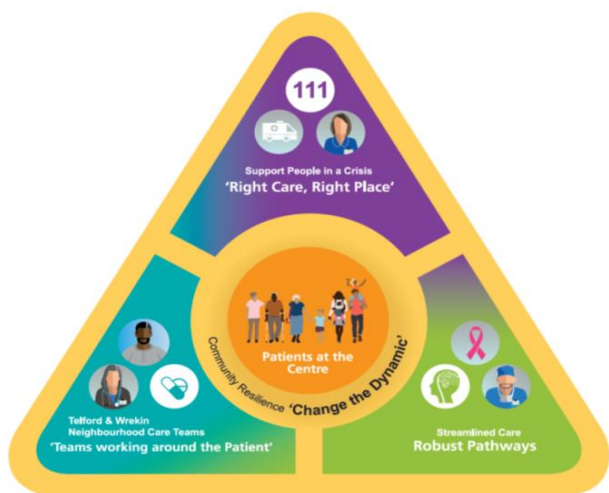 111
Support People in a Crisis
'Right Care, Right Place'
Patients at the
Centre
Community Resilience 'Change the Dynamic'
Telford & Wrekin
Neighbourhood Care Teams
'Teams working around the Patient'
Streamlined Care
Robust Pathways